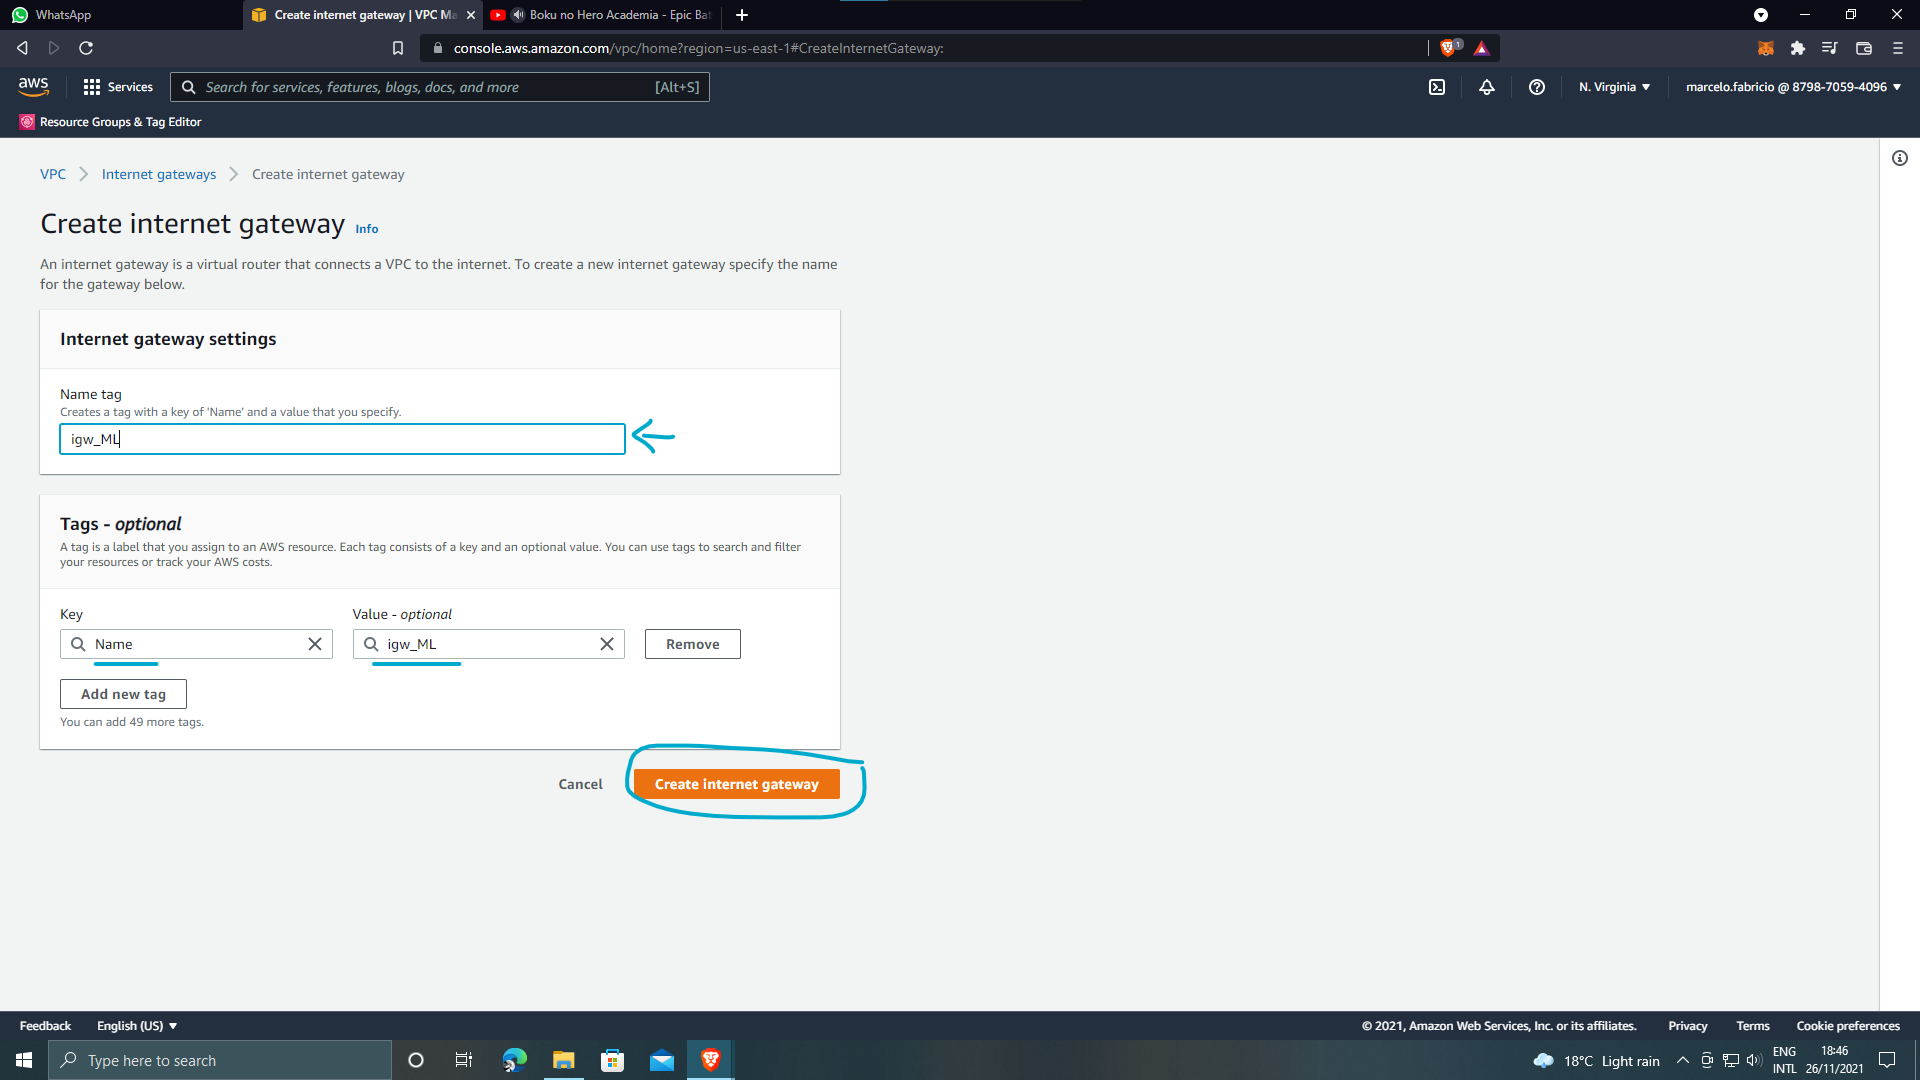 WhatsApp
Create internet gateway | VPC Ma
Boku no Hero Academia - Epic Bat
console.aws.amazon.com/vpc/home?region=us-east-1#CreateInternetGateway:
1
aws
Services
Search for services, features, blogs, docs, and more
[Alt+S]
N. Virginia
marcelo.fabricio @ 8798-7059-4096
Resource Groups & Tag Editor
VPC
Internet gateways
Create internet gateway
Create internet gateway Info
An internet gateway is a virtual router that connects a VPC to the internet. To create a new internet gateway specify the name
for the gateway below.
Internet gateway settings
Name tag
Creates a tag with a key of 'Name' and a value that you specify.
igw_ML
Tags - optional
A tag is a label that you assign to an AWS resource. Each tag consists of a key and an optional value. You can use tags to search and filter
your resources or track your AWS costs.
Key
Value - optional
Name
igw_ML
Remove
Add new tag
You can add 49 more tags.
Cancel
Create internet gateway
Feedback
English (US)
© 2021, Amazon Web Services, Inc. or its affiliates.
Privacy
Terms
Cookie preferences
Type here to search
18°C Light rain
ENG
INTL
18:46
26/11/2021